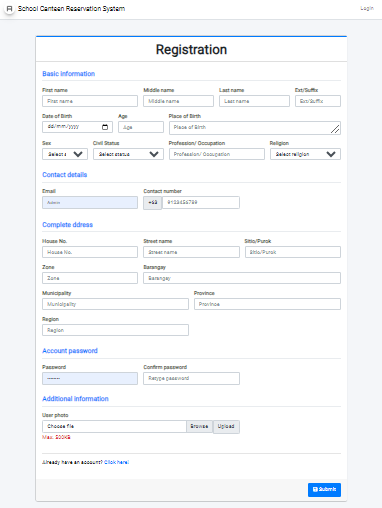 School Canteen Reservation System
Login
Registration
Basic information
First name Middle name Last name Ext/Suffix
First name Middle name Last name Ext/Suffix
Date of Birth Age Place of Birth
dd/mm/yyyy Age Place of Birth
Sex Civil Status Profession/ Occupation Religion
Select s Select status Profession/ Occupation Select religion
Contact details
Email Contact number
Admin +63 9123456789
Complete ddress
House No. Street name Sitio/Purok
House No. Street name Sitio/Purok
Zone Barangay
Zone Barangay
Municipality Province
Municipality Province
Region
Region
Account password
Password Confirm password
Retype password
Additional Information
User photo
Choose file Browse Upload
Max. 500KB
Already have an account? Click here!
Submit